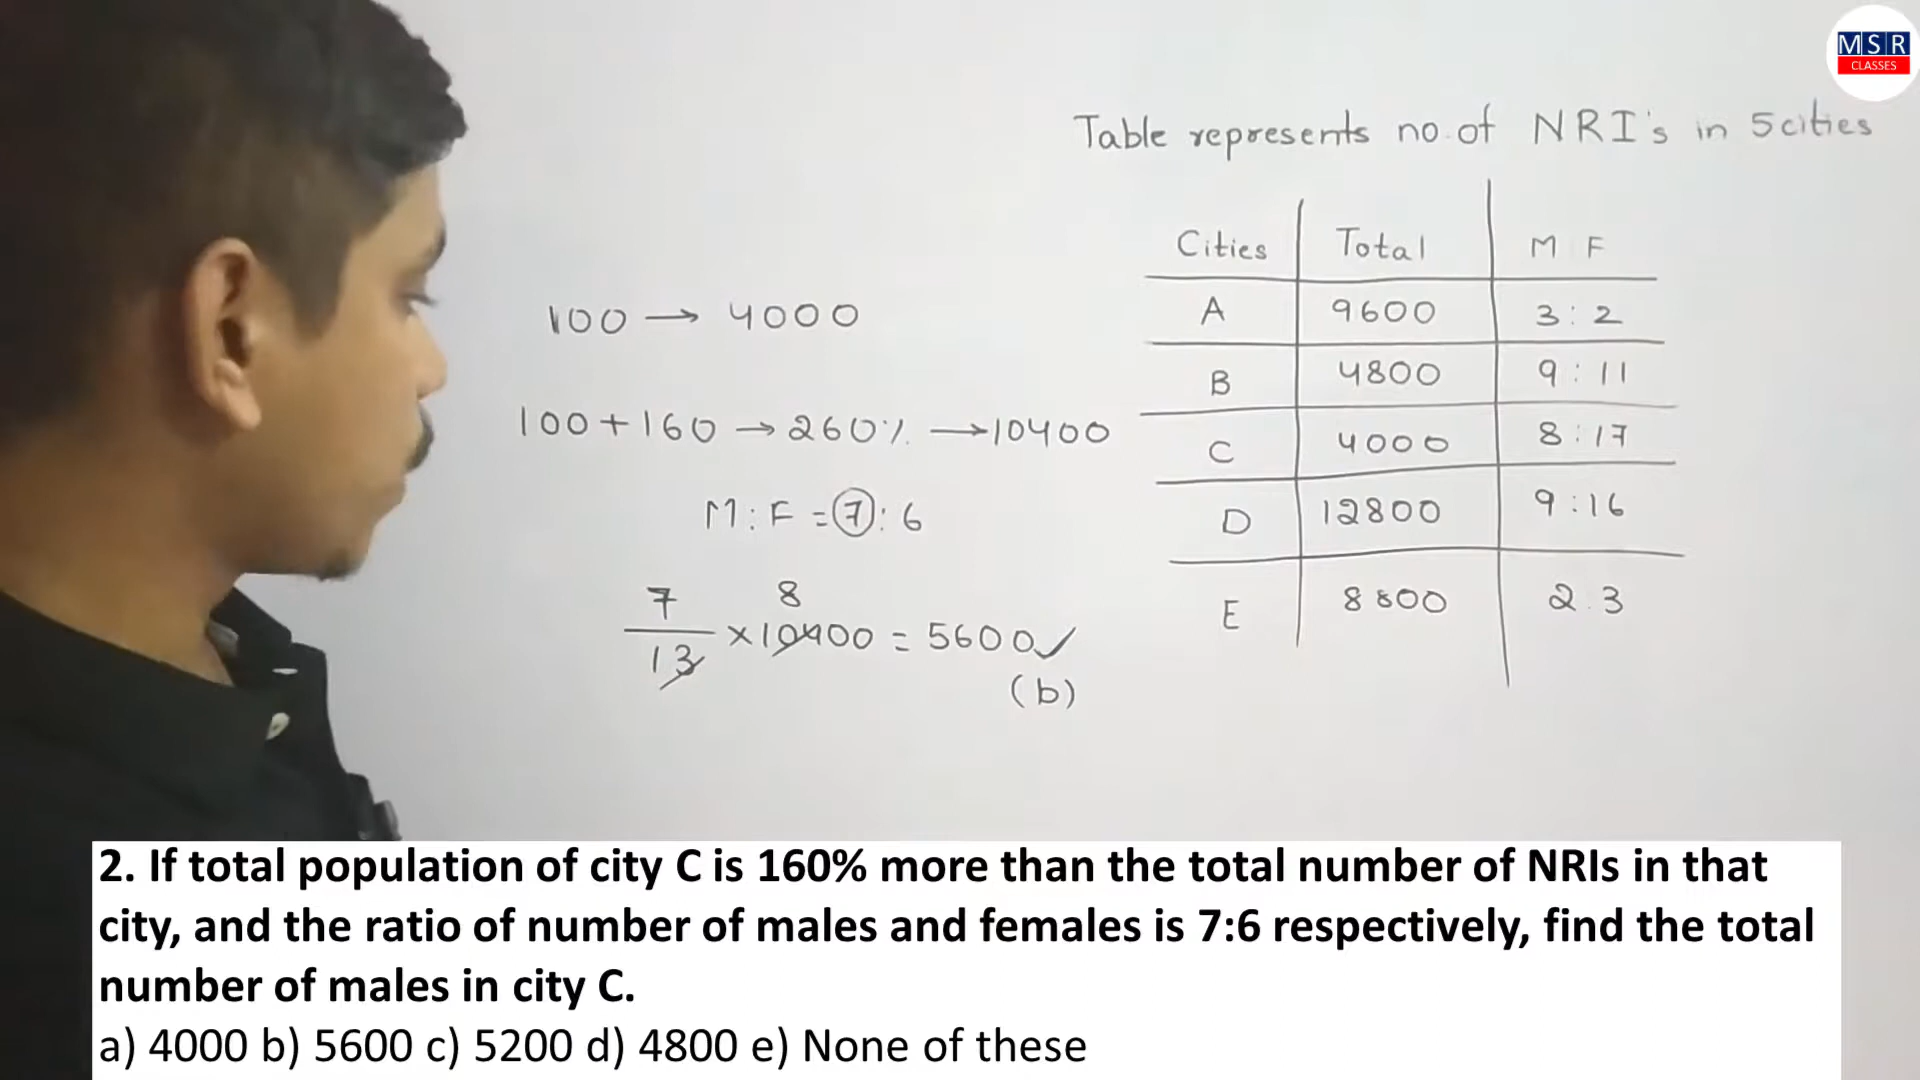 MSR
CLASSES
Table represents no. of NRI's in 5 cities
Cities Total M F
A 9600 3 : 2
B 4800 9 : 11
C 4000 8 : 17
D 12800 9 : 16
E 8800 2 . 3
100 → 4000
100 + 160 → 260% → 10400
M : F = 7 : 6
7 8
— × 10400 = 5600 ✓
13
(b)
2. If total population of city C is 160% more than the total number of NRIs in that
city, and the ratio of number of males and females is 7:6 respectively, find the total
number of males in city C.
a) 4000 b) 5600 c) 5200 d) 4800 e) None of these